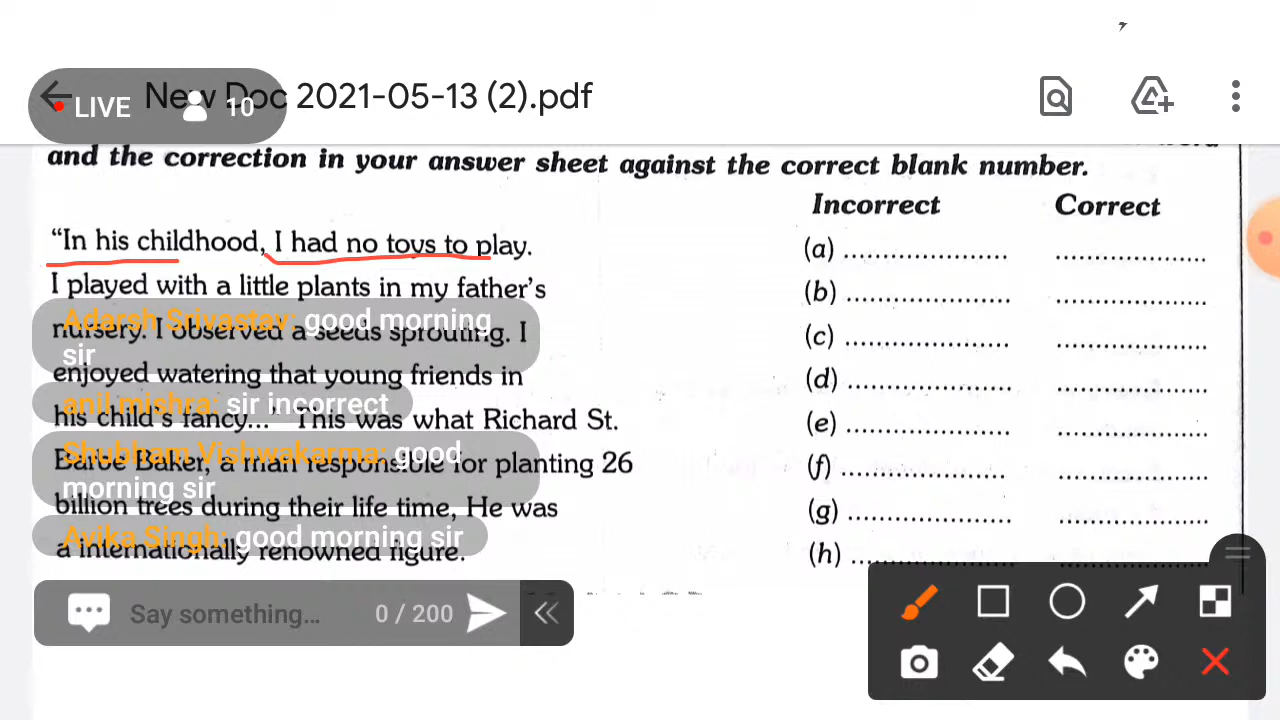 New Doc 2021-05-13 (2).pdf
LIVE 10
and the correction in your answer sheet against the correct blank number.
Incorrect Correct
“In his childhood, I had no toys to play. (a) .................... ....................
I played with a little plants in my father's (b) .................... ....................
Adarsh Srivastav: good morning sir
nursery. I observed a seeds sprouting. I (c) .................... ....................
enjoyed watering that young friends in (d) .................... ....................
anil mishra: sir incorrect
his child's fancy...” This was what Richard St. (e) .................... ....................
Shubham Vishwakarma: good morning sir
Barbe Baker, a man responsible for planting 26 (f) .................... ....................
billion trees during their life time, He was (g) .................... ....................
Avika Singh: good morning sir
a internationally renowned figure. (h) .................... ....................
Say something... 0 / 200